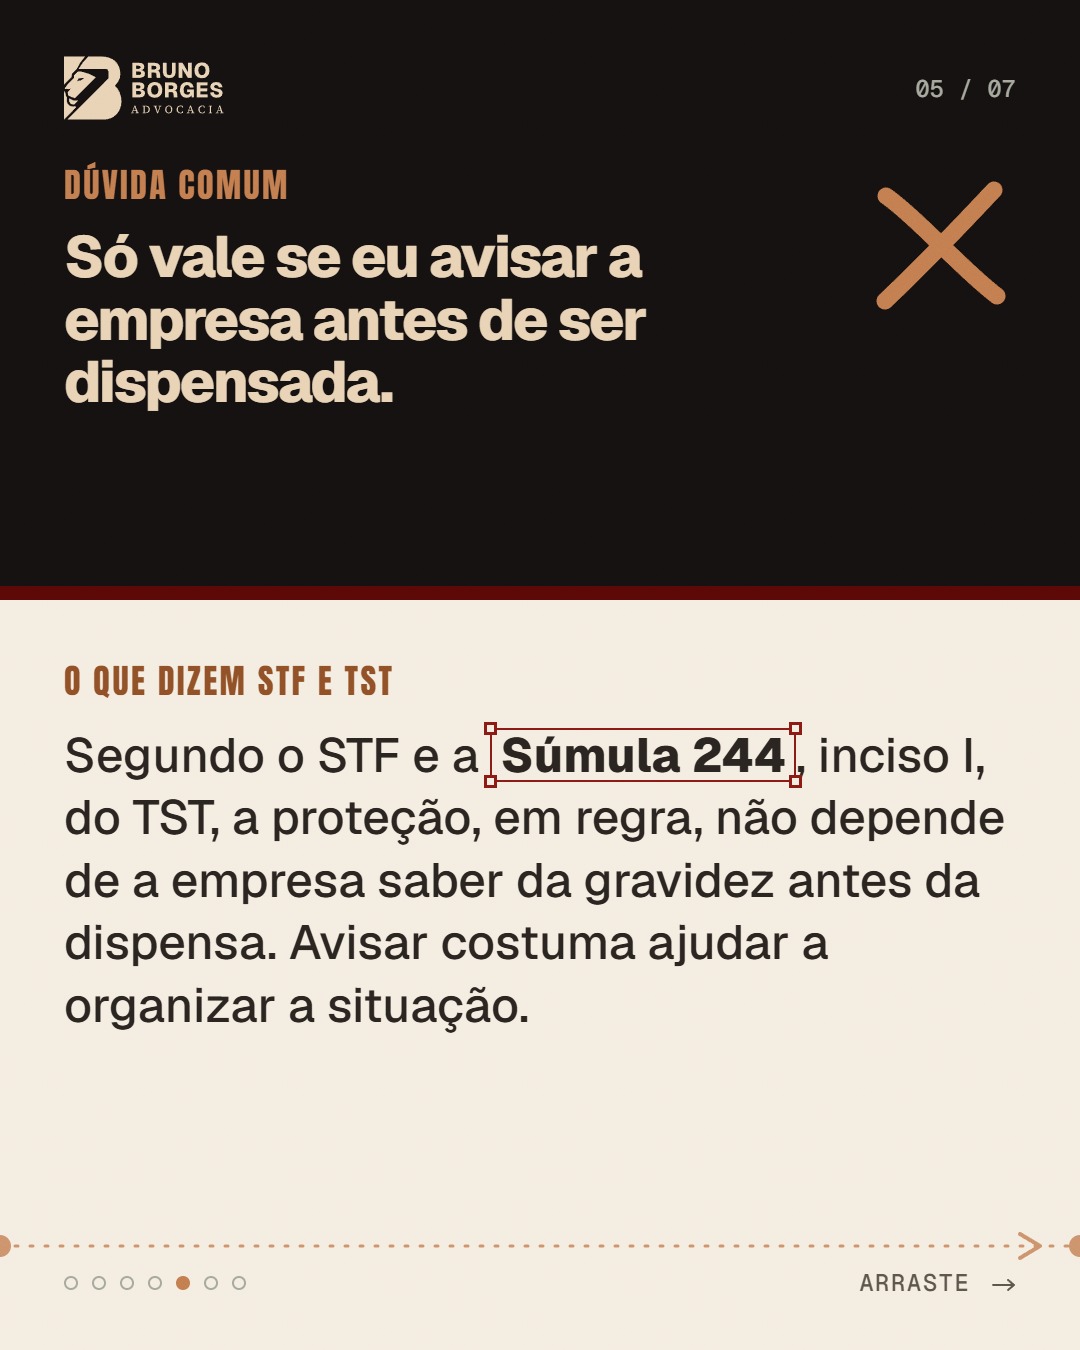 BRUNO
BORGES
ADVOCACIA
05 / 07
DÚVIDA COMUM
Só vale se eu avisar a
empresa antes de ser
dispensada.
O QUE DIZEM STF E TST
Segundo o STF e a Súmula 244, inciso I,
do TST, a proteção, em regra, não depende
de a empresa saber da gravidez antes da
dispensa. Avisar costuma ajudar a
organizar a situação.
ARRASTE →